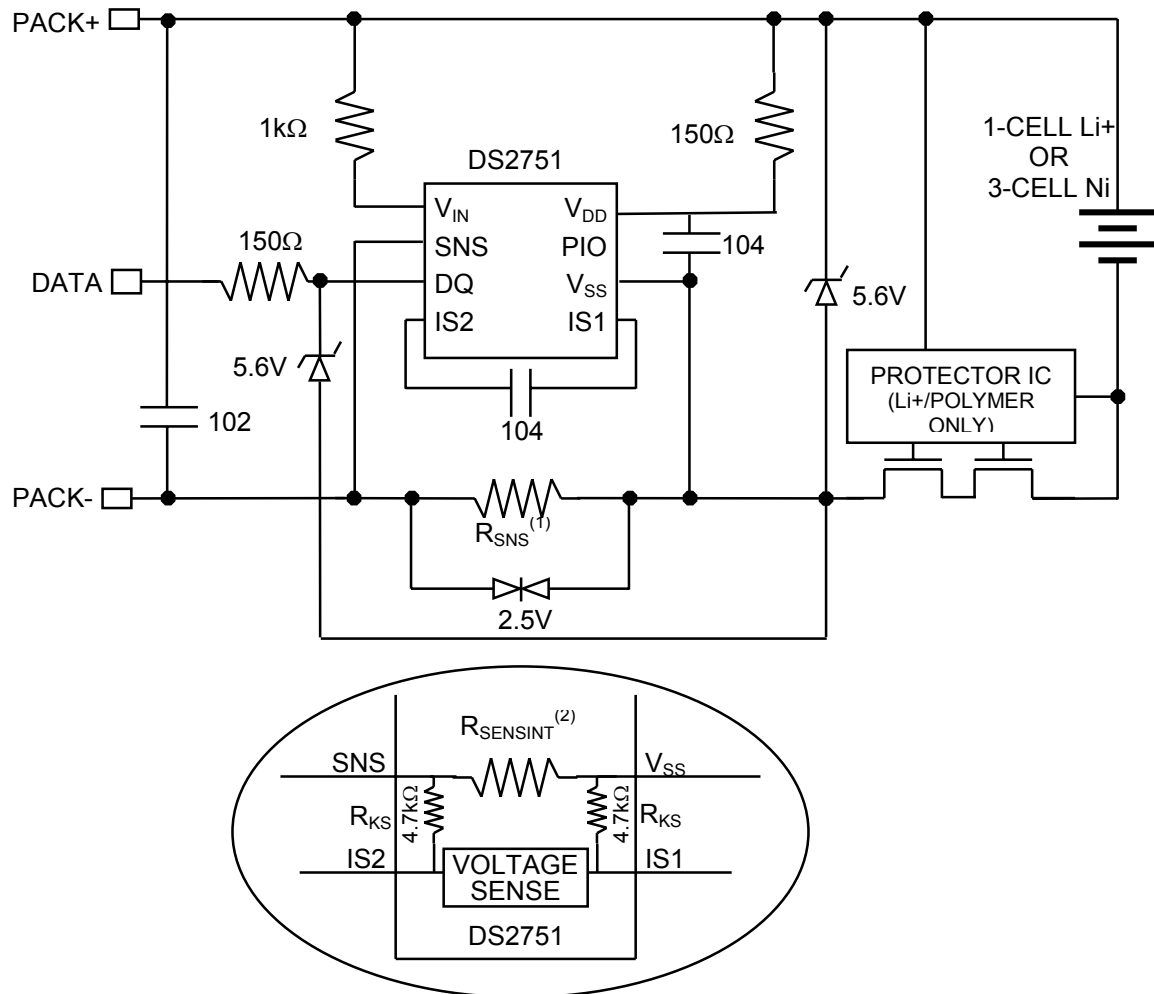 PACK+
1kΩ
150Ω
1-CELL Li+
OR
3-CELL Ni
DS2751
VIN
VDD
SNS
PIO
104
150Ω
DATA
DQ
VSS
5.6V
IS2
IS1
5.6V
PROTECTOR IC
(Li+/POLYMER
ONLY)
102
104
PACK-
RSNS(1)
2.5V
RSENSINT(2)
SNS
VSS
RKS
4.7kΩ
4.7kΩ
RKS
IS2
VOLTAGE
SENSE
IS1
DS2751